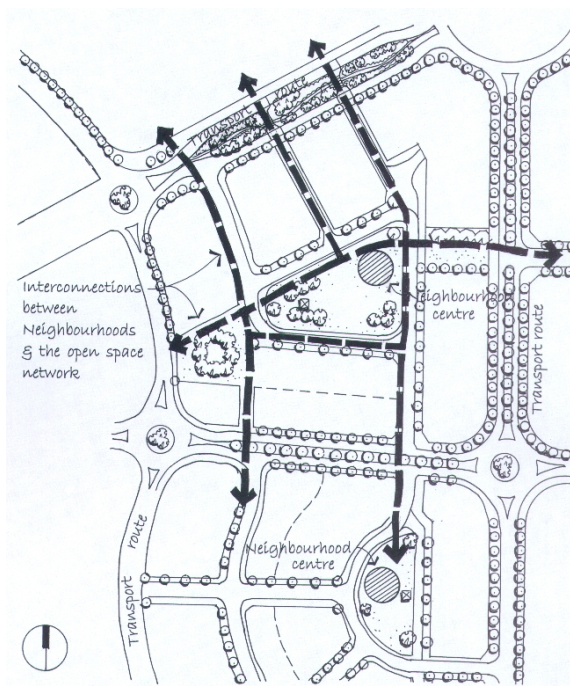 Transport route
Interconnections
between
Neighbourhoods
& the open space
network
Neighbourhood
centre
Transport route
Neighbourhood
centre
Transport route